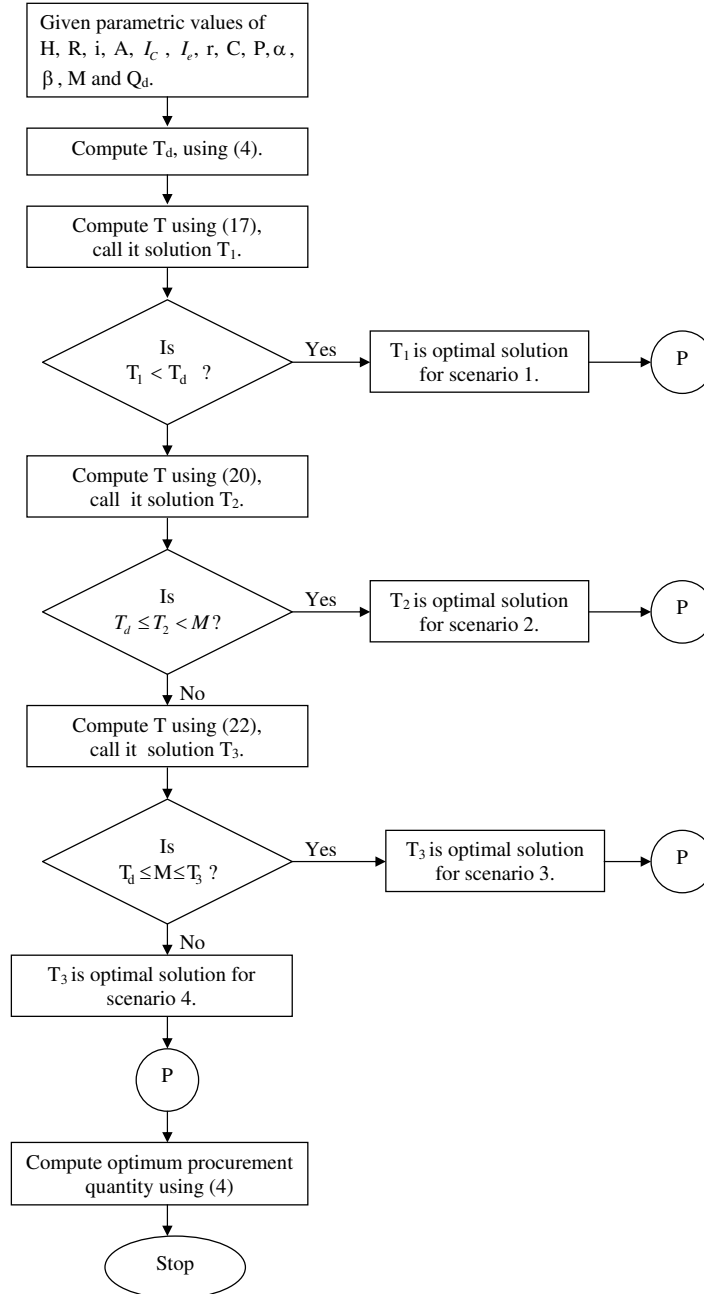 Given parametric values of
H, R, i, A, I_C , I_e, r, C, P, α ,
β , M and Q_d.
Compute T_d, using (4).
Compute T using (17),
call it solution T_1.
Is
T_1 < T_d ?
Yes
T_1 is optimal solution
for scenario 1.
P
Compute T using (20),
call it solution T_2.
Is
T_d ≤ T_2 < M ?
Yes
T_2 is optimal solution
for scenario 2.
P
No
Compute T using (22),
call it solution T_3.
Is
T_d ≤ M ≤ T_3 ?
Yes
T_3 is optimal solution
for scenario 3.
P
No
T_3 is optimal solution for
scenario 4.
P
Compute optimum procurement
quantity using (4)
Stop